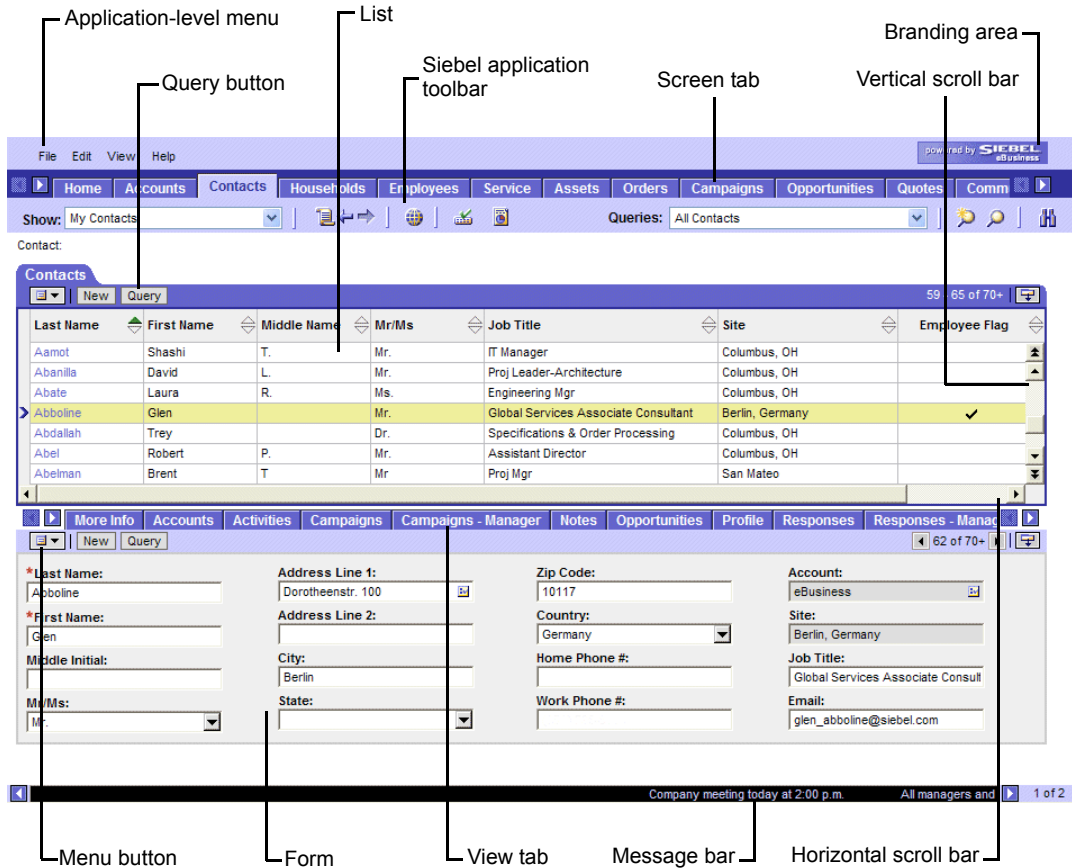 Application-level menu
List
Branding area
Query button
Siebel application
toolbar
Screen tab
Vertical scroll bar
File Edit View Help
powered by SIEBEL
eBusiness
Home Accounts Contacts Households Employees Service Assets Orders Campaigns Opportunities Quotes Comm
Show: My Contacts Queries: All Contacts
Contact:
Contacts
New Query 59 - 65 of 70+
Last Name First Name Middle Name Mr/Ms Job Title Site Employee Flag
Aamot Shashi T. Mr. IT Manager Columbus, OH
Abanilla David L. Mr. Proj Leader-Architecture Columbus, OH
Abate Laura R. Ms. Engineering Mgr Columbus, OH
Abboline Glen Mr. Global Services Associate Consultant Berlin, Germany
Abdallah Trey Dr. Specifications & Order Processing Columbus, OH
Abel Robert P. Mr. Assistant Director Columbus, OH
Abelman Brent T Mr Proj Mgr San Mateo
More Info Accounts Activities Campaigns Campaigns - Manager Notes Opportunities Profile Responses Responses - Manag
New Query 62 of 70+
*Last Name: Address Line 1: Zip Code: Account:
Abboline Dorotheenstr. 100 10117 eBusiness
*First Name: Address Line 2: Country: Site:
Glen Germany Berlin, Germany
Middle Initial: City: Home Phone #: Job Title:
Berlin Global Services Associate Consult
Mr/Ms: State: Work Phone #: Email:
Mr. glen_abboline@siebel.com
Company meeting today at 2:00 p.m. All managers and 1 of 2
Menu button
Form
View tab
Message bar
Horizontal scroll bar